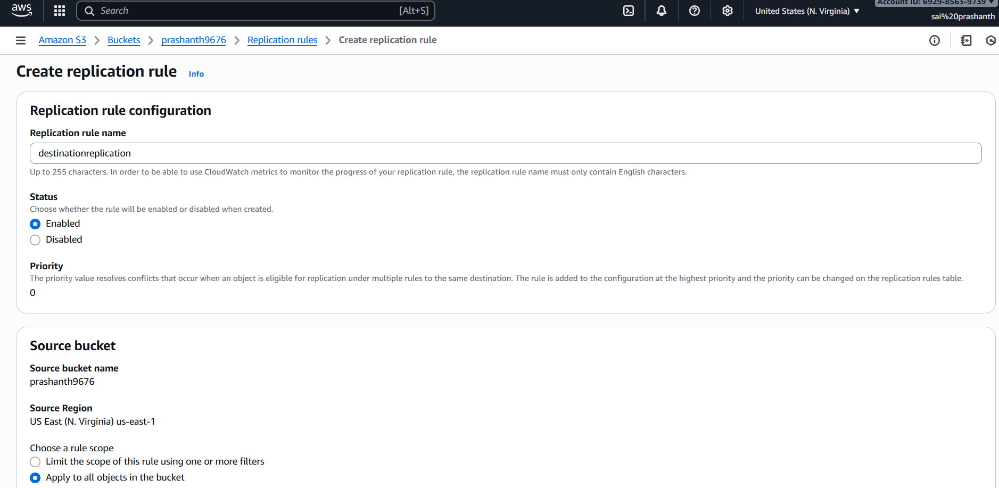 aws
Search
[Alt+S]
United States (N. Virginia)
Account ID: 6929-8563-9739
sai%20prashanth
Amazon S3
Buckets
prashanth9676
Replication rules
Create replication rule
Create replication rule
Info
Replication rule configuration
Replication rule name
destinationreplication
Up to 255 characters. In order to be able to use CloudWatch metrics to monitor the progress of your replication rule, the replication rule name must only contain English characters.
Status
Choose whether the rule will be enabled or disabled when created.
Enabled
Disabled
Priority
The priority value resolves conflicts that occur when an object is eligible for replication under multiple rules to the same destination. The rule is added to the configuration at the highest priority and the priority can be changed on the replication rules table.
0
Source bucket
Source bucket name
prashanth9676
Source Region
US East (N. Virginia) us-east-1
Choose a rule scope
Limit the scope of this rule using one or more filters
Apply to all objects in the bucket